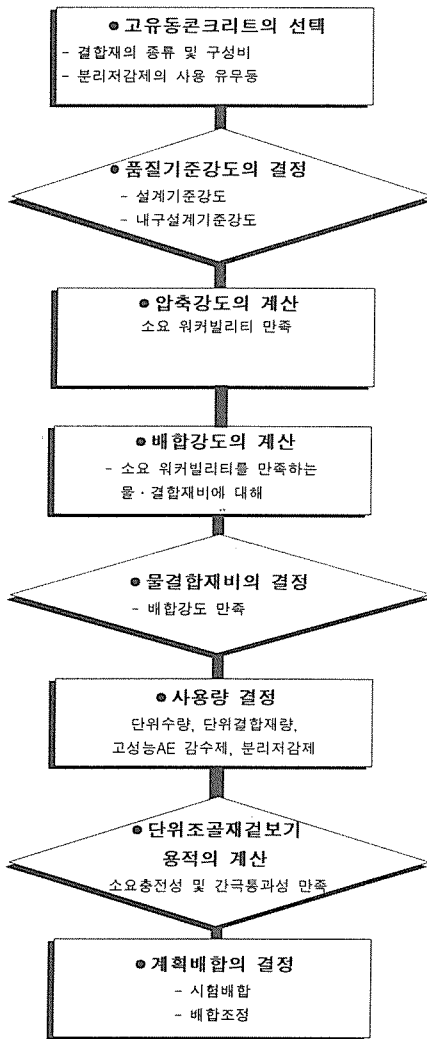 ● 고유동콘크리트의 선택
- 결합재의 종류 및 구성비
- 분리저감제의 사용 유무등
● 품질기준강도의 결정
- 설계기준강도
- 내구설계기준강도
● 압축강도의 계산
소요 워커빌리티 만족
● 배합강도의 계산
- 소요 워커빌리티를 만족하는
물·결합재비에 대해
● 물결합재비의 결정
- 배합강도 만족
● 사용량 결정
단위수량, 단위결합재량,
고성능AE 감수제, 분리저감제
● 단위조골재겉보기
용적의 계산
소요충전성 및 간극통과성 만족
● 계획배합의 결정
- 시험배합
- 배합조정